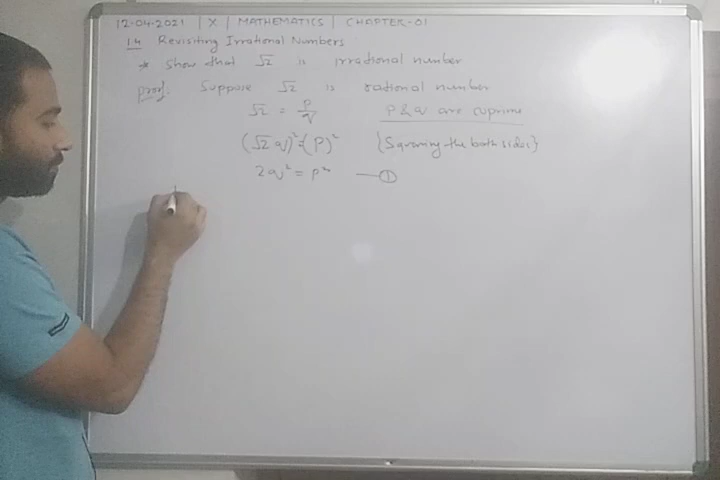 12-04-2021 | X | MATHEMATICS | CHAPTER-01
1.4 Revisiting Irrational Numbers
* Show that √2 is irrational number
proof: Suppose √2 is rational number
√2 = p/q P & q are coprime
(√2 q)² = (P)² {Squaring the both sides}
2q² = p² —①